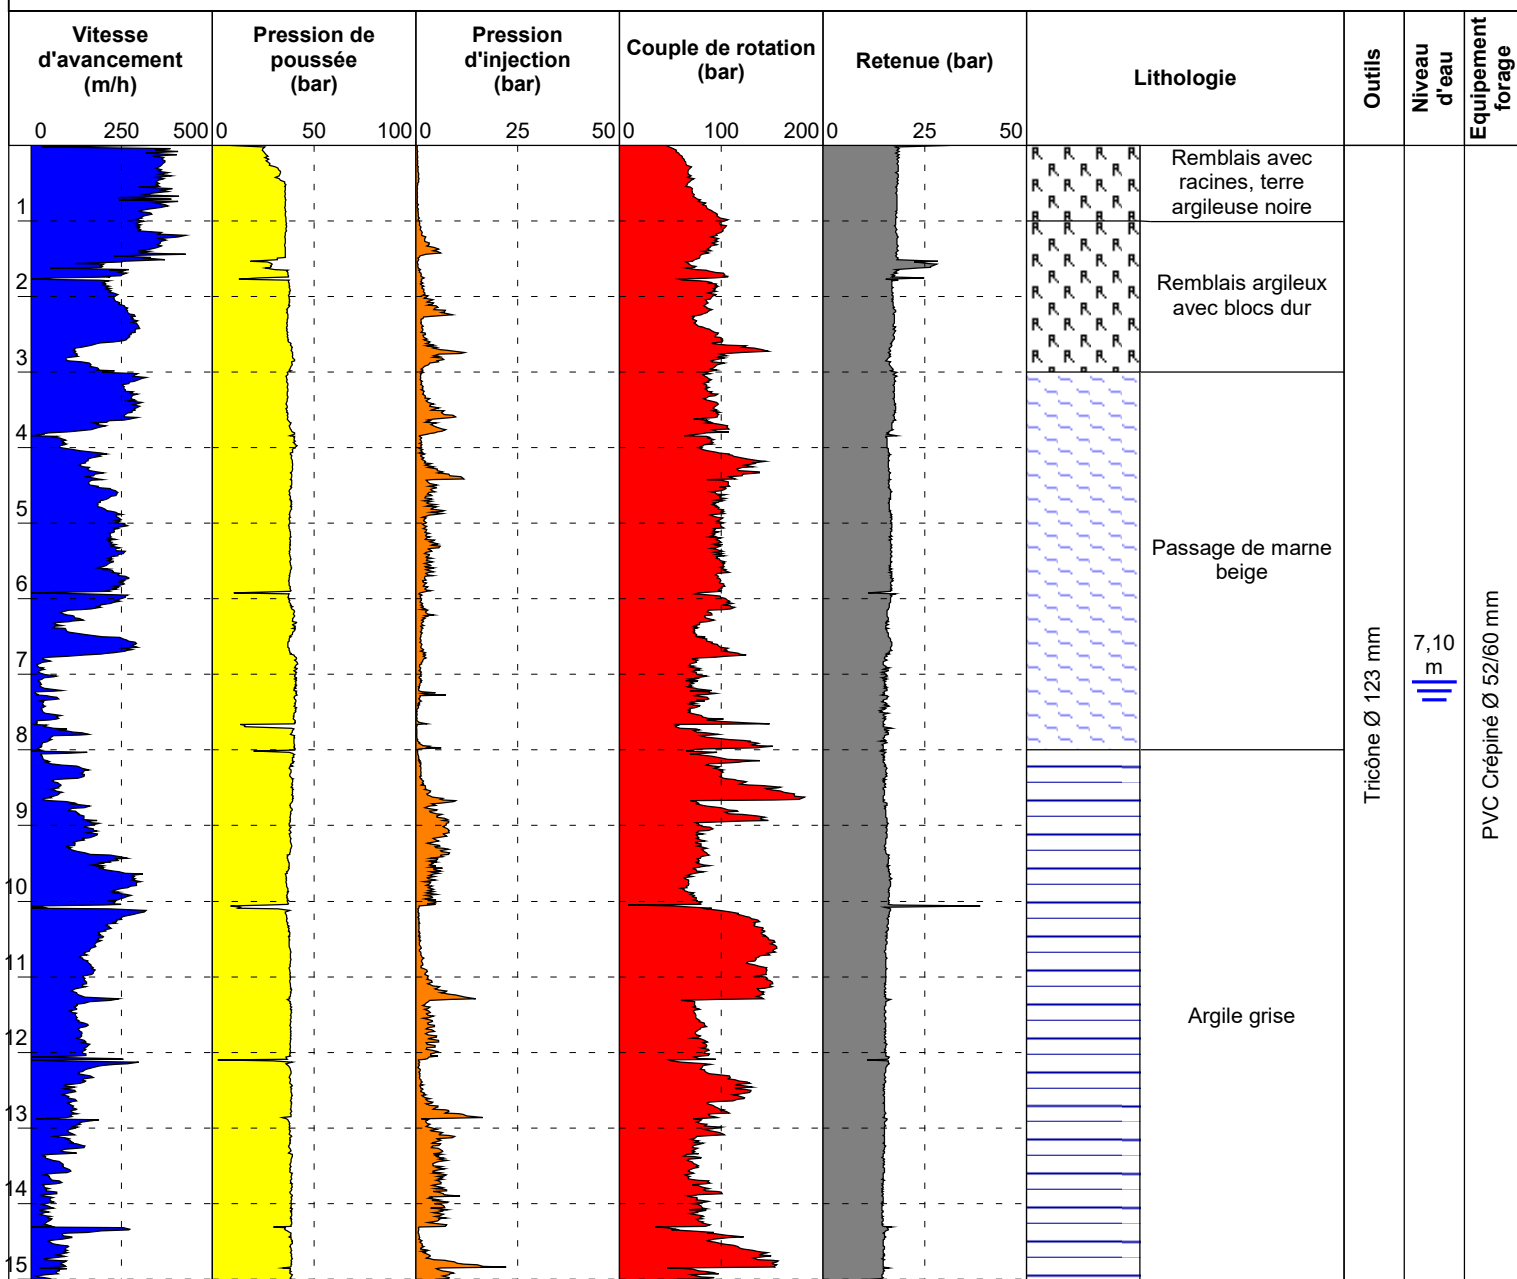 Vitesse
d'avancement
(m/h)
Pression de
poussée
(bar)
Pression
d'injection
(bar)
Couple de rotation
(bar)
Retenue (bar)
Lithologie
Outils
Niveau
d'eau
Equipement
forage
0 250 500
0 50 100
0 25 50
0 100 200
0 25 50
1
2
3
4
5
6
7
8
9
10
11
12
13
14
15
Remblais avec
racines, terre
argileuse noire
Remblais argileux
avec blocs dur
Passage de marne
beige
Argile grise
Tricône Ø 123 mm
7,10
m
PVC Crépiné Ø 52/60 mm